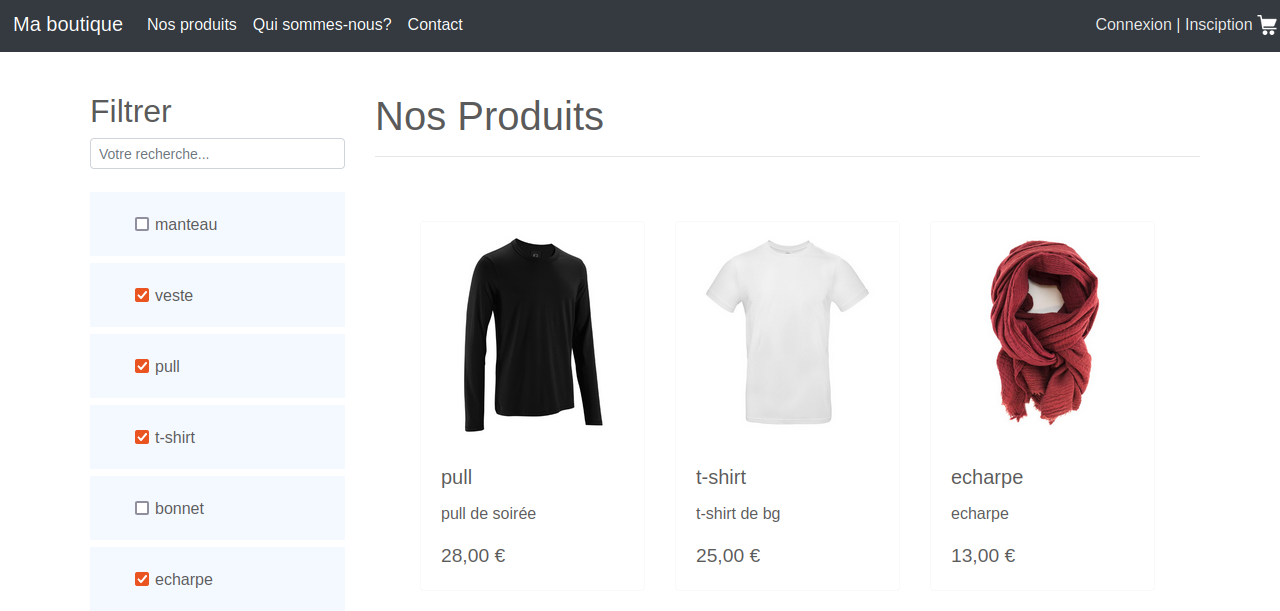 Ma boutique Nos produits Qui sommes-nous? Contact Connexion | Insciption
Filtrer
Votre recherche...
manteau
veste
pull
t-shirt
bonnet
echarpe
Nos Produits
pull
pull de soirée
28,00 €
t-shirt
t-shirt de bg
25,00 €
echarpe
echarpe
13,00 €